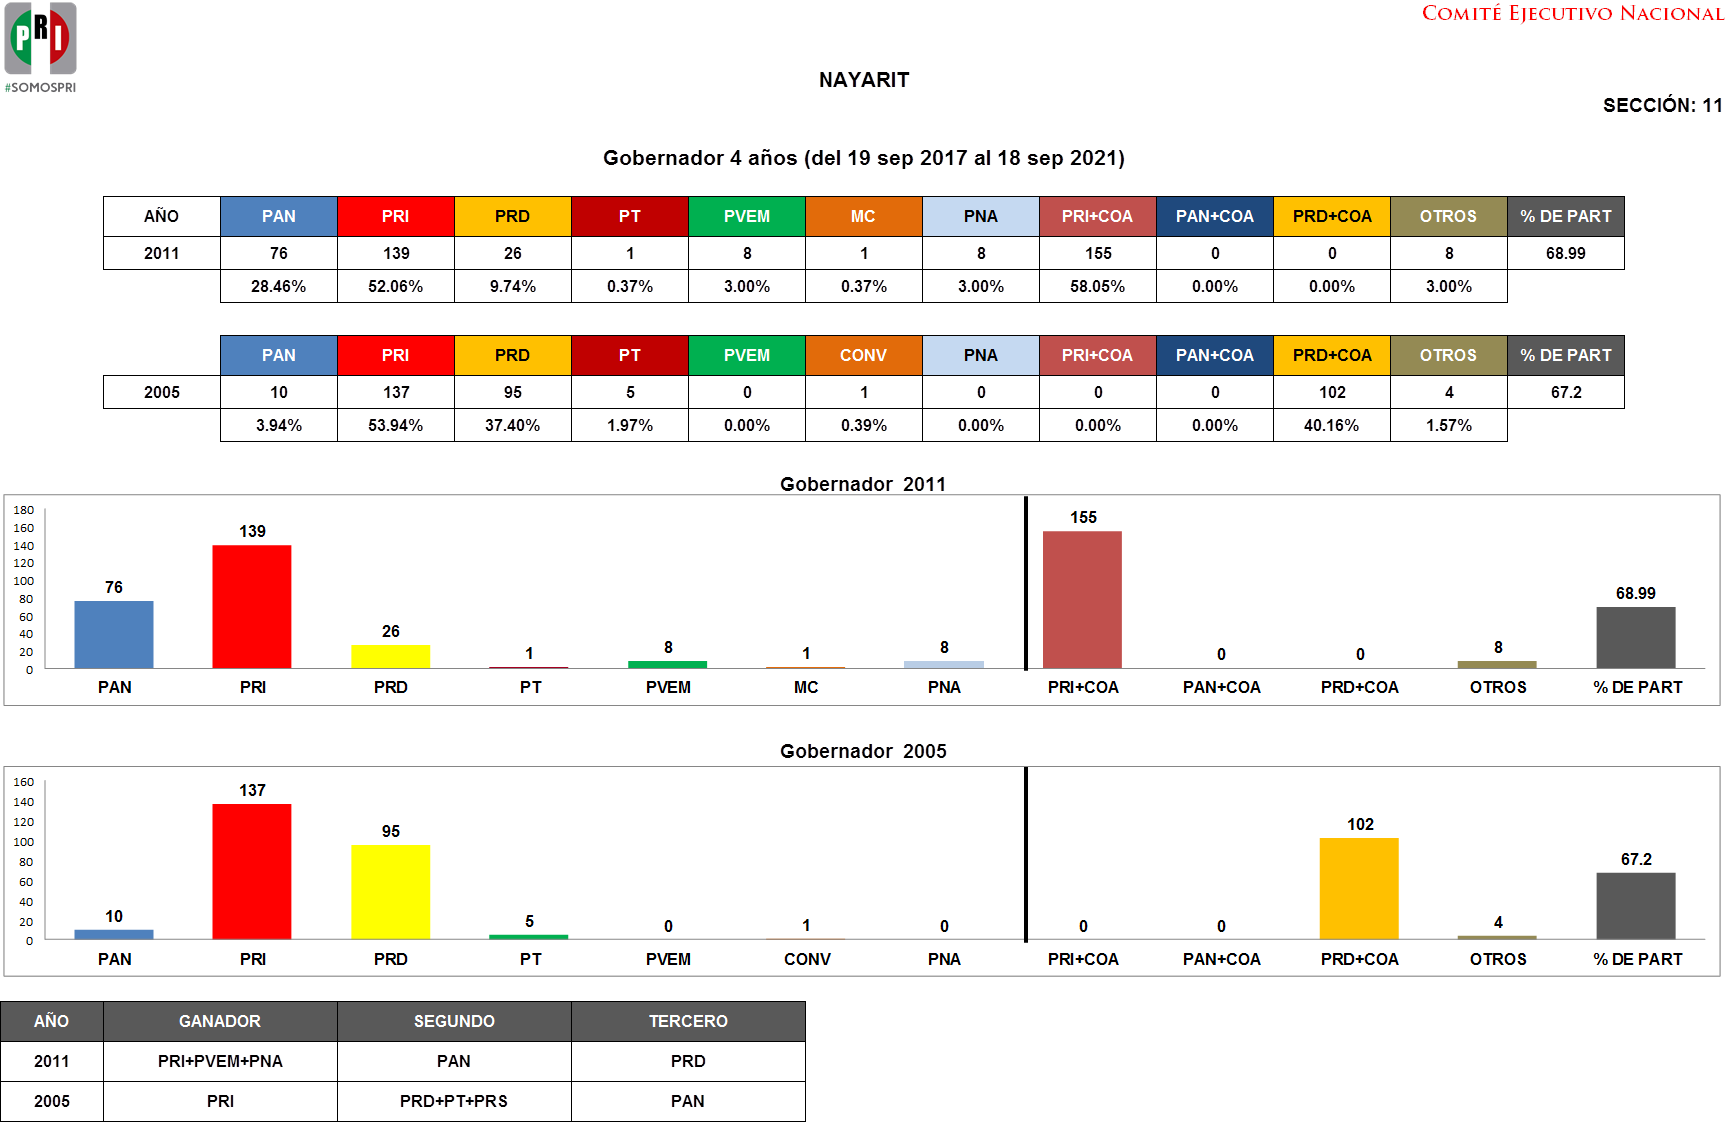 PRI
#SOMOSPRI
COMITÉ EJECUTIVO NACIONAL
NAYARIT
SECCIÓN: 11
Gobernador 4 años (del 19 sep 2017 al 18 sep 2021)
AÑO PAN PRI PRD PT PVEM MC PNA PRI+COA PAN+COA PRD+COA OTROS % DE PART
2011 76 139 26 1 8 1 8 155 0 0 8 68.99
28.46% 52.06% 9.74% 0.37% 3.00% 0.37% 3.00% 58.05% 0.00% 0.00% 3.00%
PAN PRI PRD PT PVEM CONV PNA PRI+COA PAN+COA PRD+COA OTROS % DE PART
2005 10 137 95 5 0 1 0 0 0 102 4 67.2
3.94% 53.94% 37.40% 1.97% 0.00% 0.39% 0.00% 0.00% 0.00% 40.16% 1.57%
Gobernador 2011
180
160
140
120
100
80
60
40
20
0
76 139 26 1 8 1 8 155 0 0 8 68.99
PAN PRI PRD PT PVEM MC PNA PRI+COA PAN+COA PRD+COA OTROS % DE PART
Gobernador 2005
160
140
120
100
80
60
40
20
0
10 137 95 5 0 1 0 0 0 102 4 67.2
PAN PRI PRD PT PVEM CONV PNA PRI+COA PAN+COA PRD+COA OTROS % DE PART
AÑO GANADOR SEGUNDO TERCERO
2011 PRI+PVEM+PNA PAN PRD
2005 PRI PRD+PT+PRS PAN